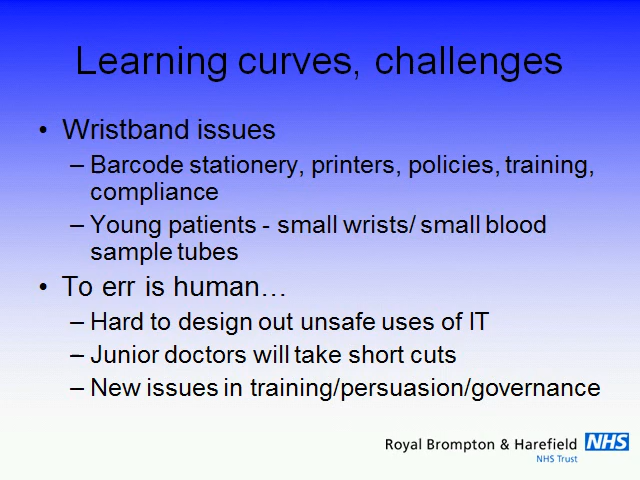 Learning curves, challenges
• Wristband issues
– Barcode stationery, printers, policies, training,
compliance
– Young patients - small wrists/ small blood
sample tubes
• To err is human…
– Hard to design out unsafe uses of IT
– Junior doctors will take short cuts
– New issues in training/persuasion/governance
Royal Brompton & Harefield NHS
NHS Trust